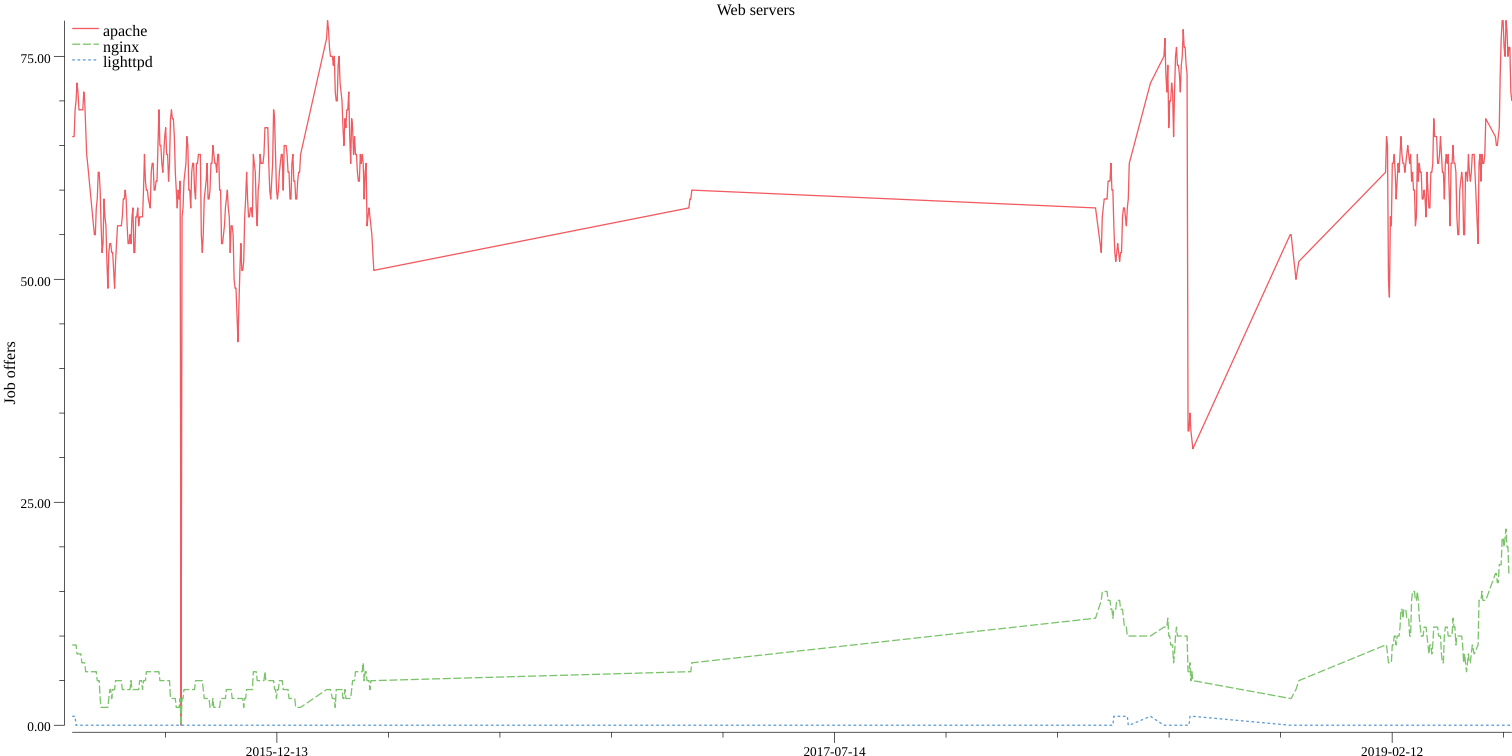 Web servers
apache
nginx
lighttpd
75.00
50.00
25.00
0.00
Job offers
2015-12-13
2017-07-14
2019-02-12